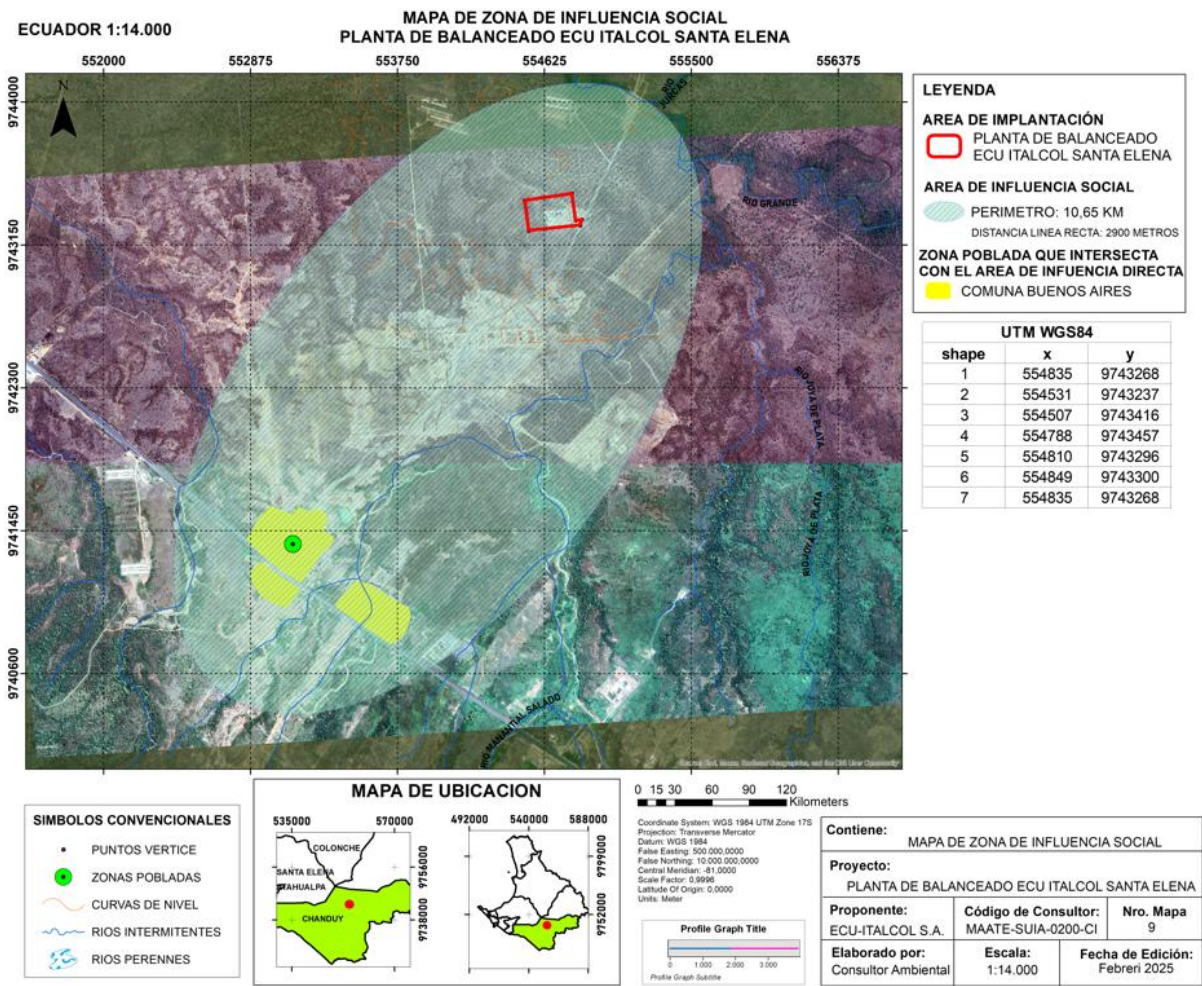 ECUADOR 1:14.000
MAPA DE ZONA DE INFLUENCIA SOCIAL
PLANTA DE BALANCEADO ECU ITALCOL SANTA ELENA
552000 552875 553750 554625 555500 556375
9744000
9743150
9742300
9741450
9740600
N
RIO JURCAS
RIO GRANDE
RIO JOYA DE PLATA
RIO JOYA DE PLATA
RIO MANANTIAL SALADO
LEYENDA
AREA DE IMPLANTACIÓN
PLANTA DE BALANCEADO
ECU ITALCOL SANTA ELENA
AREA DE INFLUENCIA SOCIAL
PERIMETRO: 10,65 KM
DISTANCIA LINEA RECTA: 2900 METROS
ZONA POBLADA QUE INTERSECTA
CON EL AREA DE INFUENCIA DIRECTA
COMUNA BUENOS AIRES
UTM WGS84
shape x y
1 554835 9743268
2 554531 9743237
3 554507 9743416
4 554788 9743457
5 554810 9743296
6 554849 9743300
7 554835 9743268
SIMBOLOS CONVENCIONALES
PUNTOS VERTICE
ZONAS POBLADAS
CURVAS DE NIVEL
RIOS INTERMITENTES
RIOS PERENNES
MAPA DE UBICACION
535000 570000
COLONCHE
SANTA ELENA
TAHUALPA
CHANDUY
9756000
9738000
492000 540000 588000
9799000
9752000
0 15 30 60 90 120
Kilometers
Coordinate System: WGS 1984 UTM Zone 17S
Projection: Transverse Mercator
Datum: WGS 1984
False Easting: 500.000,0000
False Northing: 10.000.000,0000
Central Meridian: -81,0000
Scale Factor: 0,9996
Latitude Of Origin: 0,0000
Units: Meter
Profile Graph Title
0 1.000 2.000 3.000
Profile Graph Subtitle
Contiene:
MAPA DE ZONA DE INFLUENCIA SOCIAL
Proyecto:
PLANTA DE BALANCEADO ECU ITALCOL SANTA ELENA
Proponente:
ECU-ITALCOL S.A.
Código de Consultor:
MAATE-SUIA-0200-CI
Nro. Mapa
9
Elaborado por:
Consultor Ambiental
Escala:
1:14.000
Fecha de Edición:
Febreri 2025